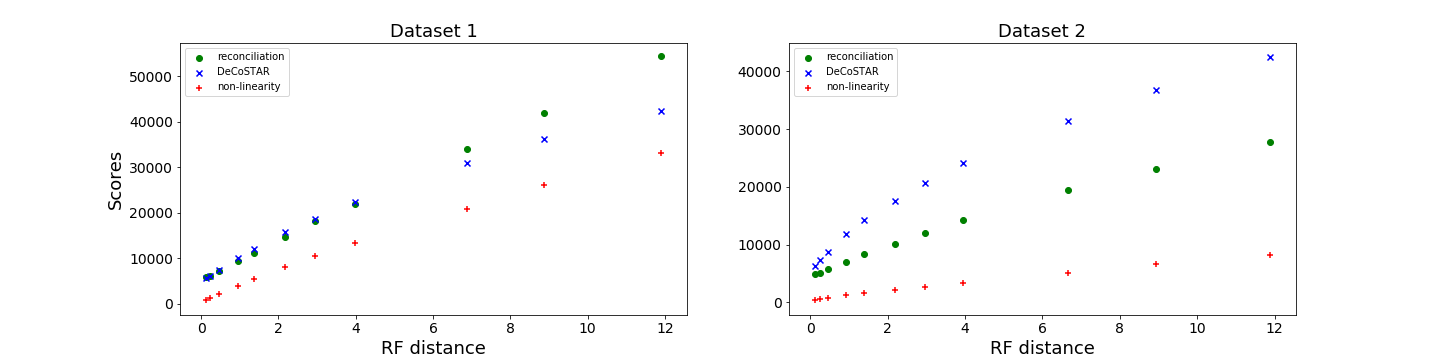 Dataset 1
reconciliation
DeCoSTAR
non-linearity
50000
40000
30000
20000
10000
0
Scores
0 2 4 6 8 10 12
RF distance
Dataset 2
reconciliation
DeCoSTAR
non-linearity
40000
30000
20000
10000
0
0 2 4 6 8 10 12
RF distance